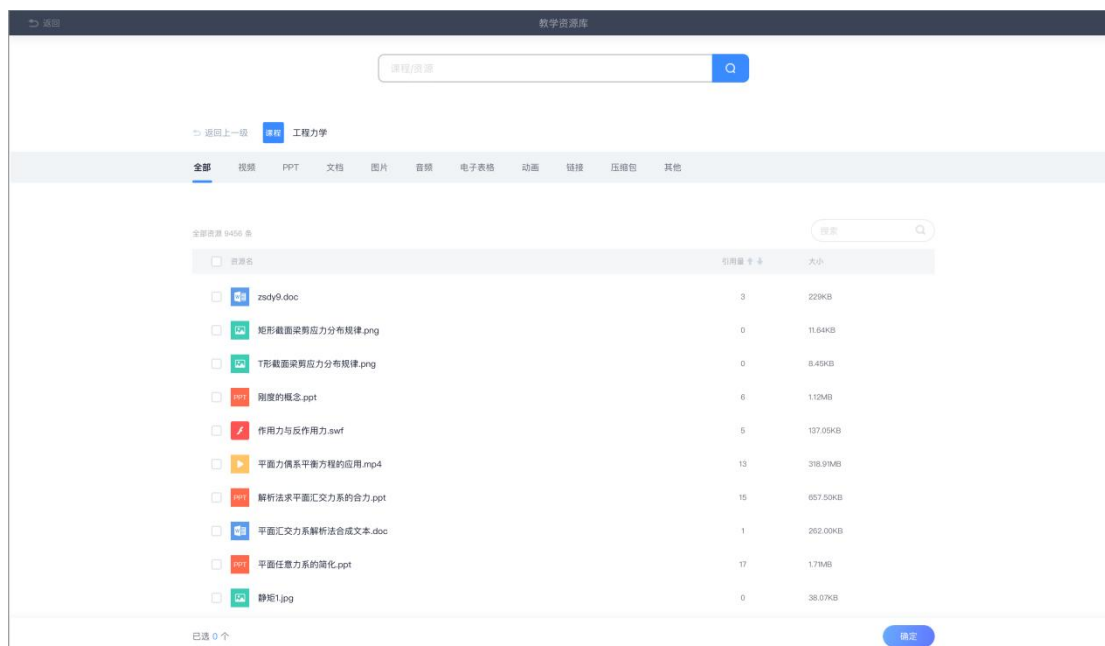 返回 教学资源库
课程/资源
返回上一级 课程 工程力学
全部 视频 PPT 文档 图片 音频 电子表格 动画 链接 压缩包 其他
全部资源 9456 条 搜索
资源名 引用量 大小
zsdy9.doc 3 229KB
矩形截面梁剪应力分布规律.png 0 11.64KB
T形截面梁剪应力分布规律.png 0 8.45KB
PPT 刚度的概念.ppt 6 1.12MB
作用力与反作用力.swf 5 137.05KB
平面力偶系平衡方程的应用.mp4 13 318.91MB
PPT 解析法求平面汇交力系的合力.ppt 15 657.50KB
平面汇交力系解析法合成文本.doc 1 262.00KB
PPT 平面任意力系的简化.ppt 17 1.71MB
静矩1.jpg 0 38.07KB
已选 0 个 确定